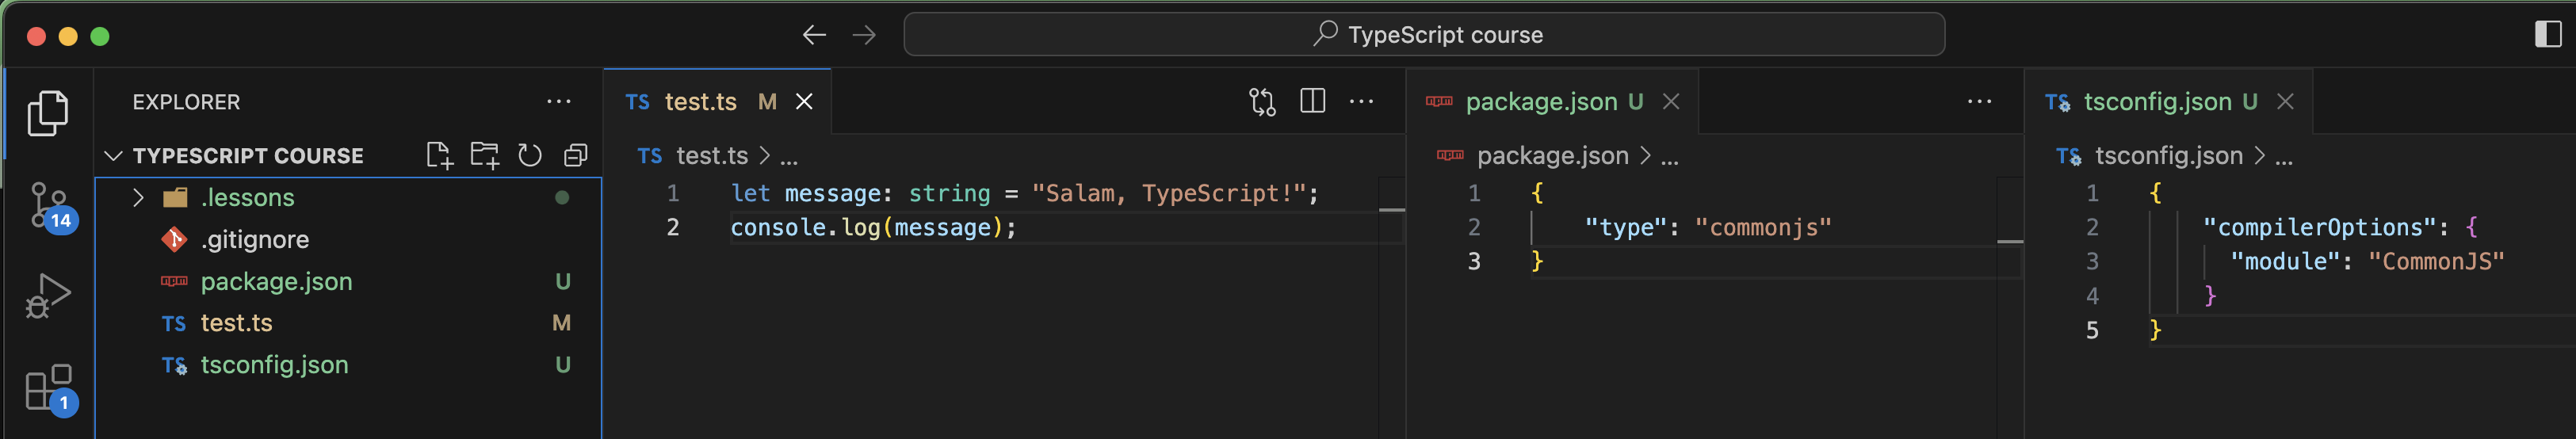 TypeScript course
EXPLORER
TYPESCRIPT COURSE
.lessons
.gitignore
package.json U
TS test.ts M
TS tsconfig.json U
14
1
TS test.ts M
TS test.ts > ...
1 let message: string = "Salam, TypeScript!";
2 console.log(message);
package.json U
package.json > ...
1 {
2 "type": "commonjs"
3 }
TS tsconfig.json U
TS tsconfig.json > ...
1 {
2 "compilerOptions": {
3 "module": "CommonJS"
4 }
5 }